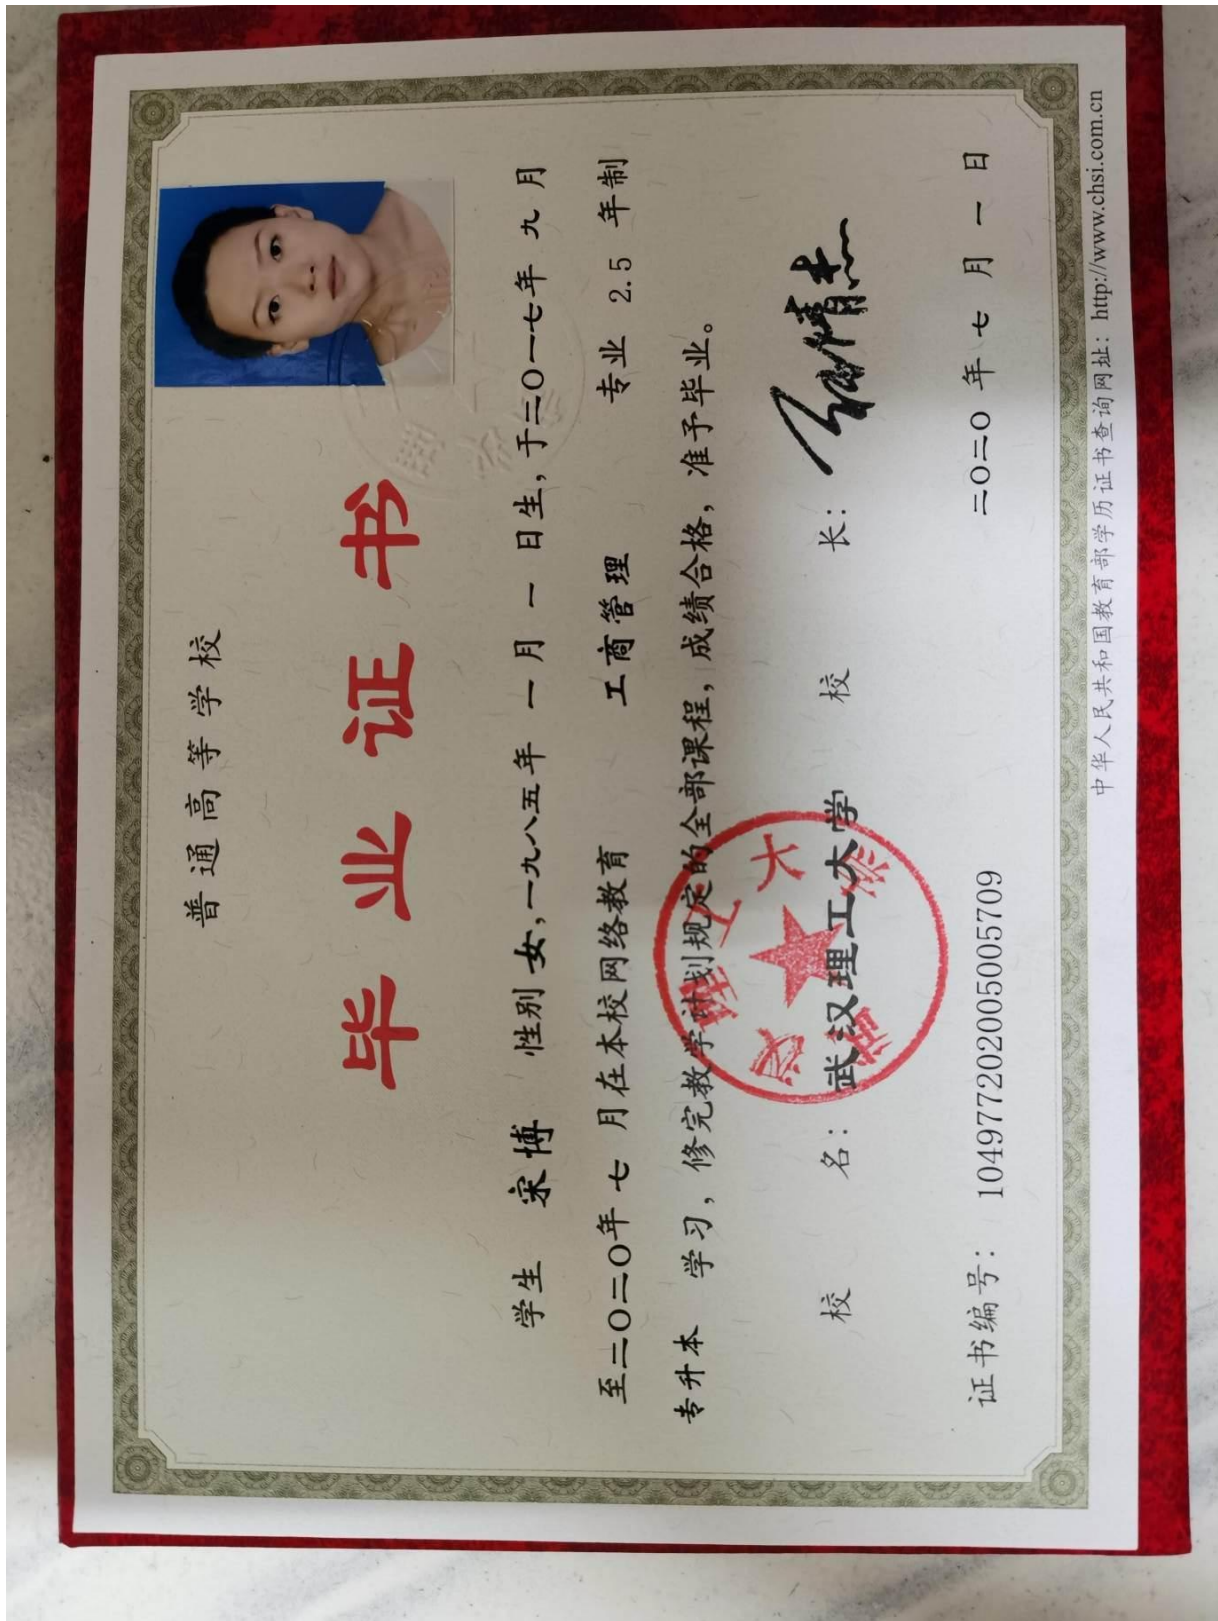 普通高等学校
毕业证书
学生 宋博 性别女,一九八五年 一 月 一 日生,于二〇一七年 九 月
至二〇二〇年 七 月在本校网络教育 工商管理 专业 2.5 年制
专升本 学习,修完教学计划规定的全部课程,成绩合格,准予毕业。
校 名:武汉理工大学 校 长:
证书编号:104977202005005709 二〇二〇 年 七 月 一 日
中华人民共和国教育部学历证书查询网址:http://www.chsi.com.cn